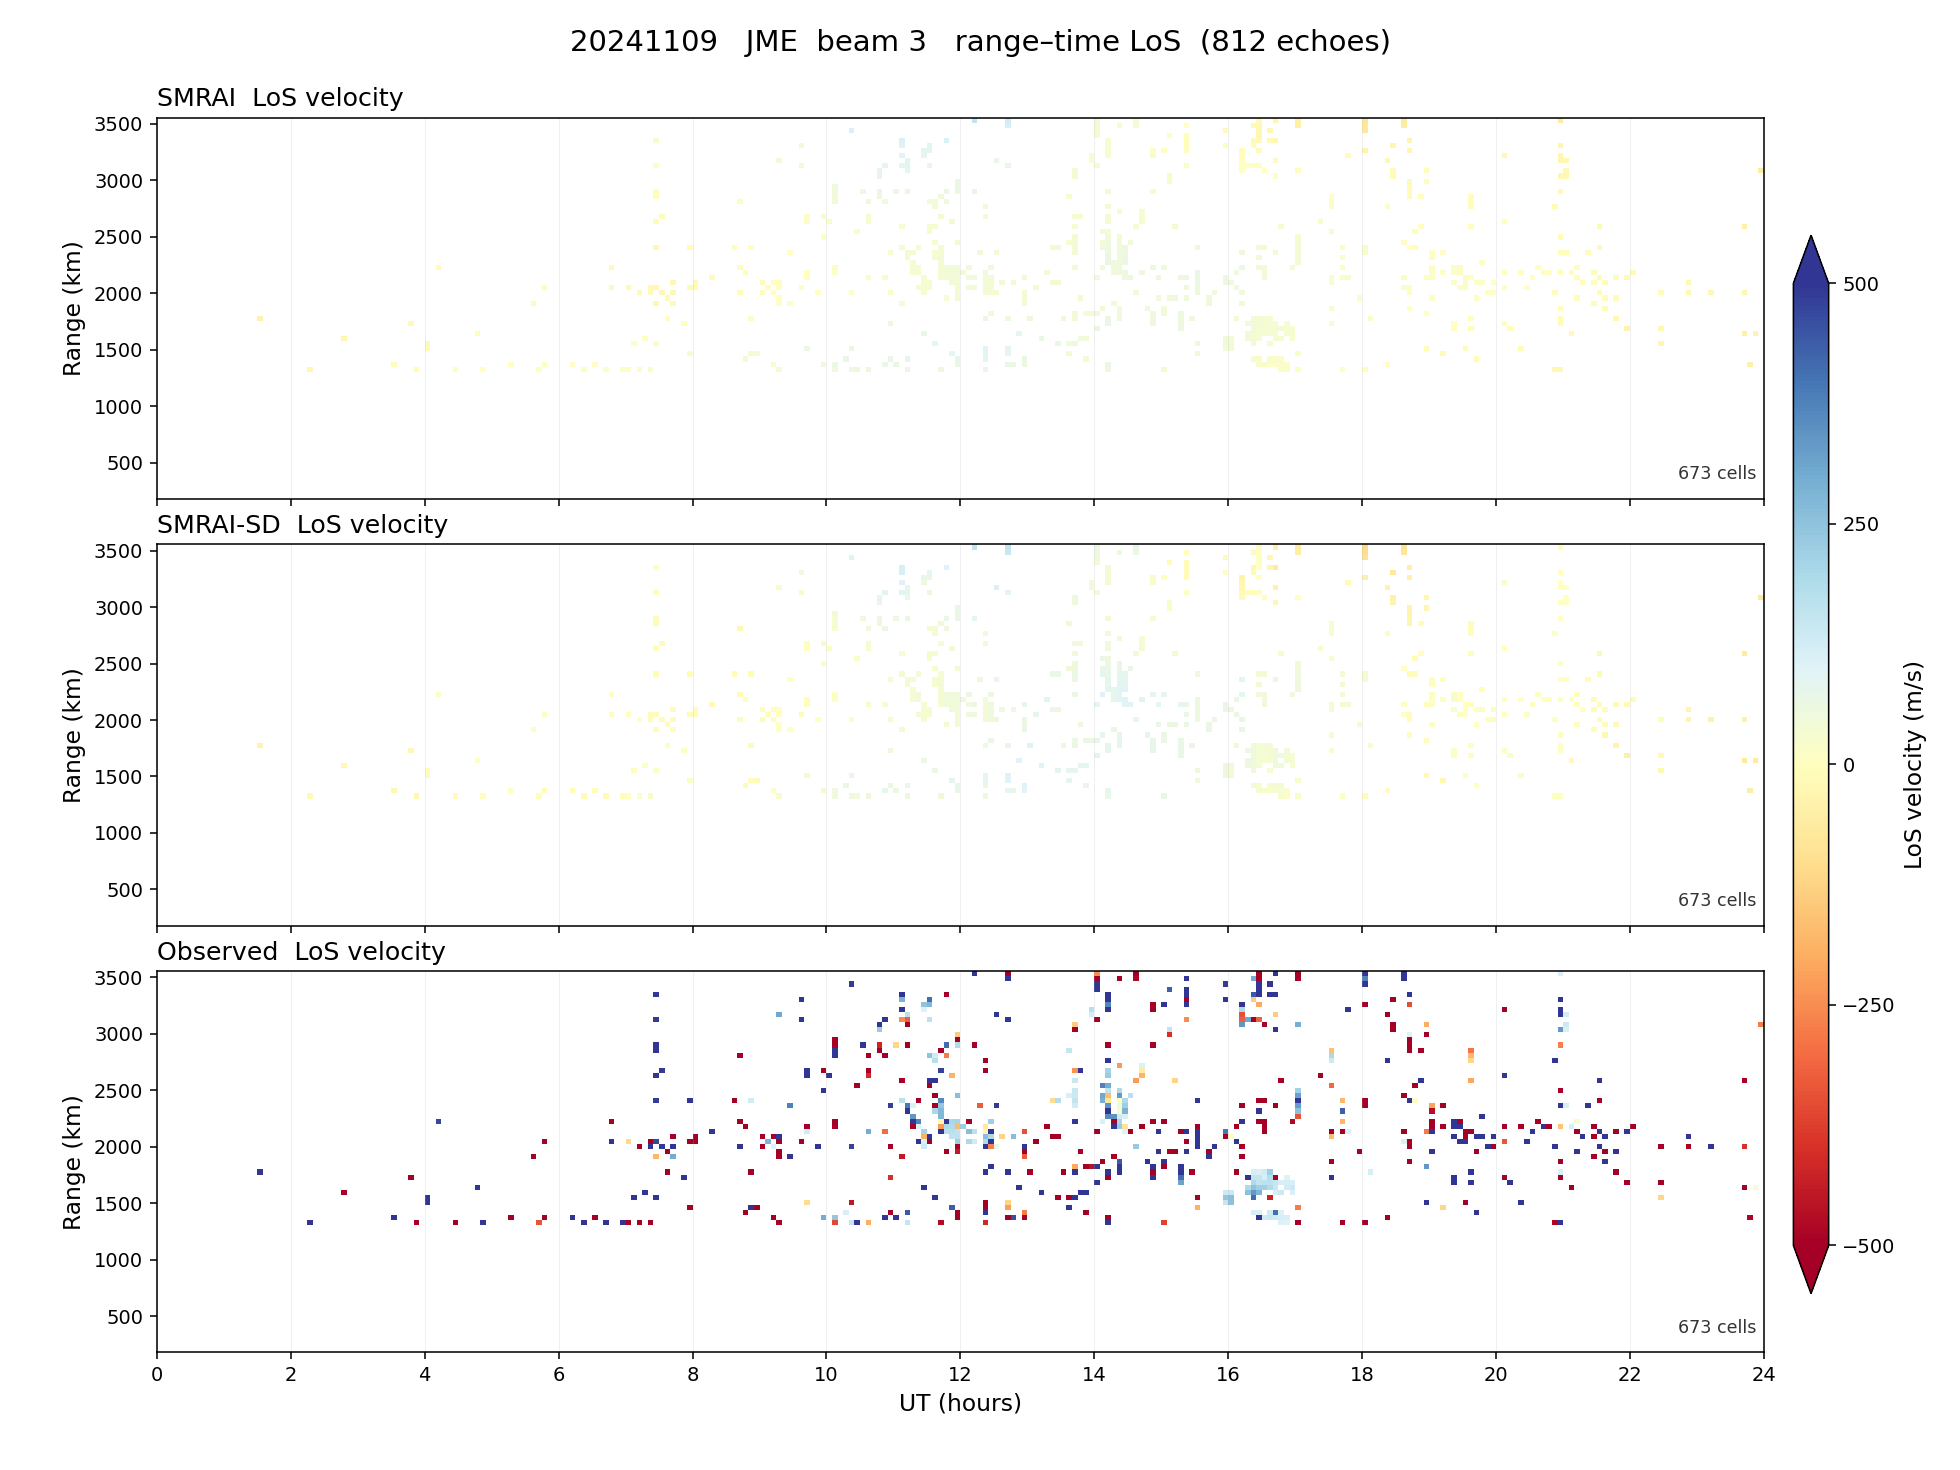 20241109   JME  beam 3   range–time LoS  (812 echoes)
SMRAI  LoS velocity
3500
3000
2500
2000
1500
1000
500
Range (km)
673 cells
SMRAI-SD  LoS velocity
3500
3000
2500
2000
1500
1000
500
Range (km)
673 cells
Observed  LoS velocity
3500
3000
2500
2000
1500
1000
500
Range (km)
673 cells
0 2 4 6 8 10 12 14 16 18 20 22 24
UT (hours)
500
250
0
−250
−500
LoS velocity (m/s)